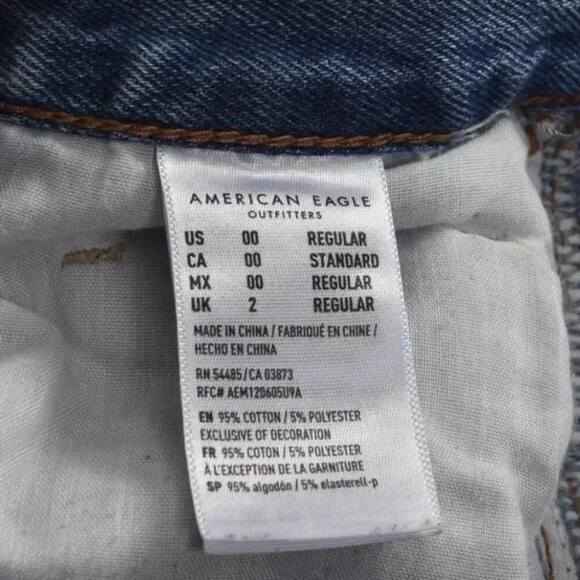 AMERICAN EAGLE
OUTFITTERS
US 00 REGULAR
CA 00 STANDARD
MX 00 REGULAR
UK 2 REGULAR
MADE IN CHINA / FABRIQUÉ EN CHINE /
HECHO EN CHINA
RN 54485/CA 03873
RFC# AEM120605U9A
EN 95% COTTON / 5% POLYESTER
EXCLUSIVE OF DECORATION
FR 95% COTON / 5% POLYESTER
À L'EXCEPTION DE LA GARNITURE
SP 95% algodón / 5% elasterell-p